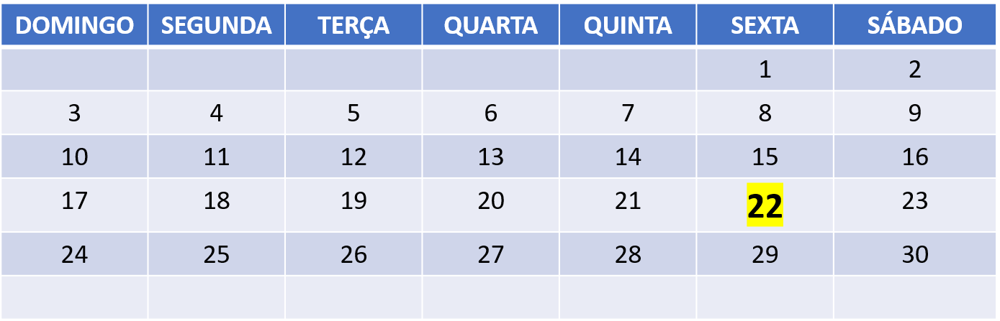 DOMINGO SEGUNDA TERÇA QUARTA QUINTA SEXTA SÁBADO
1 2
3 4 5 6 7 8 9
10 11 12 13 14 15 16
17 18 19 20 21 22 23
24 25 26 27 28 29 30